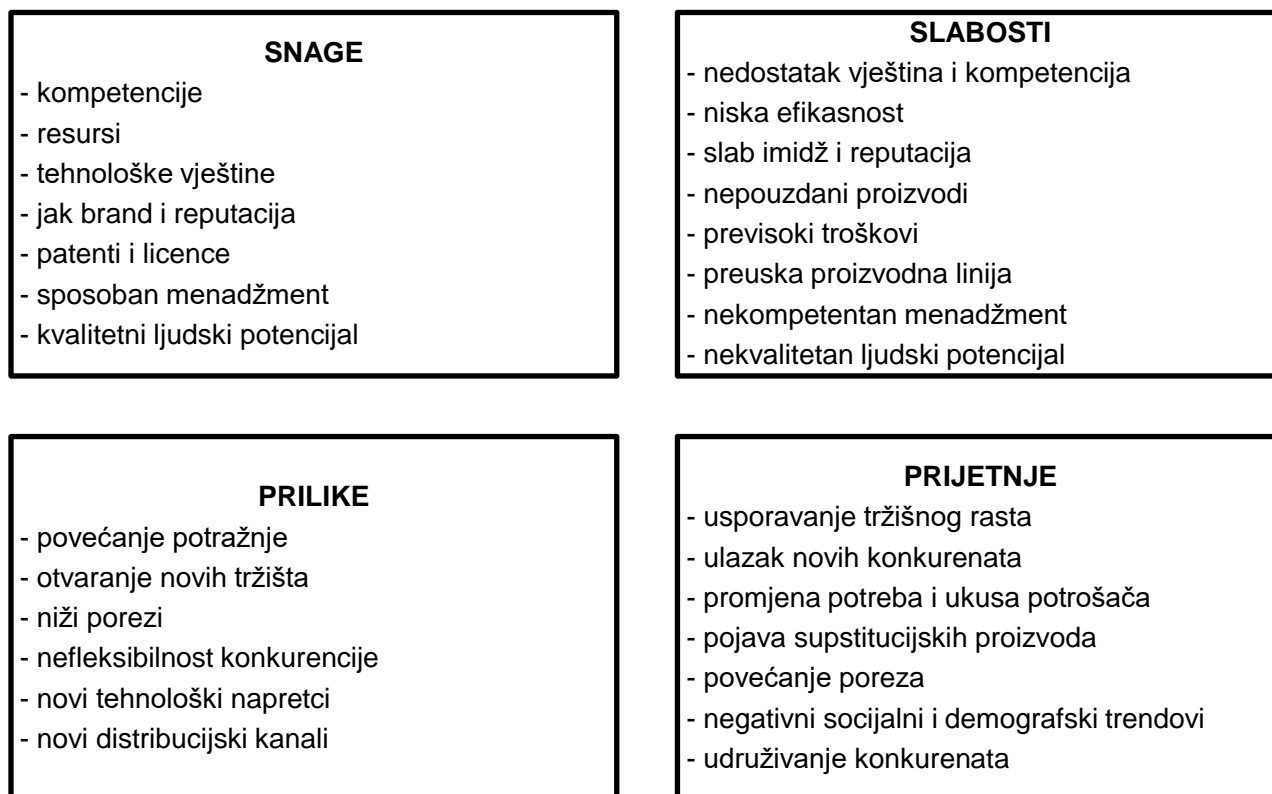 SNAGE
- kompetencije
- resursi
- tehnološke vještine
- jak brand i reputacija
- patenti i licence
- sposoban menadžment
- kvalitetni ljudski potencijal
SLABOSTI
- nedostatak vještina i kompetencija
- niska efikasnost
- slab imidž i reputacija
- nepouzdani proizvodi
- previsoki troškovi
- preuska proizvodna linija
- nekompetentan menadžment
- nekvalitetan ljudski potencijal
PRILIKE
- povećanje potražnje
- otvaranje novih tržišta
- niži porezi
- nefleksibilnost konkurencije
- novi tehnološki napretci
- novi distribucijski kanali
PRIJETNJE
- usporavanje tržišnog rasta
- ulazak novih konkurenata
- promjena potreba i ukusa potrošača
- pojava supstitucijskih proizvoda
- povećanje poreza
- negativni socijalni i demografski trendovi
- udruživanje konkurenata